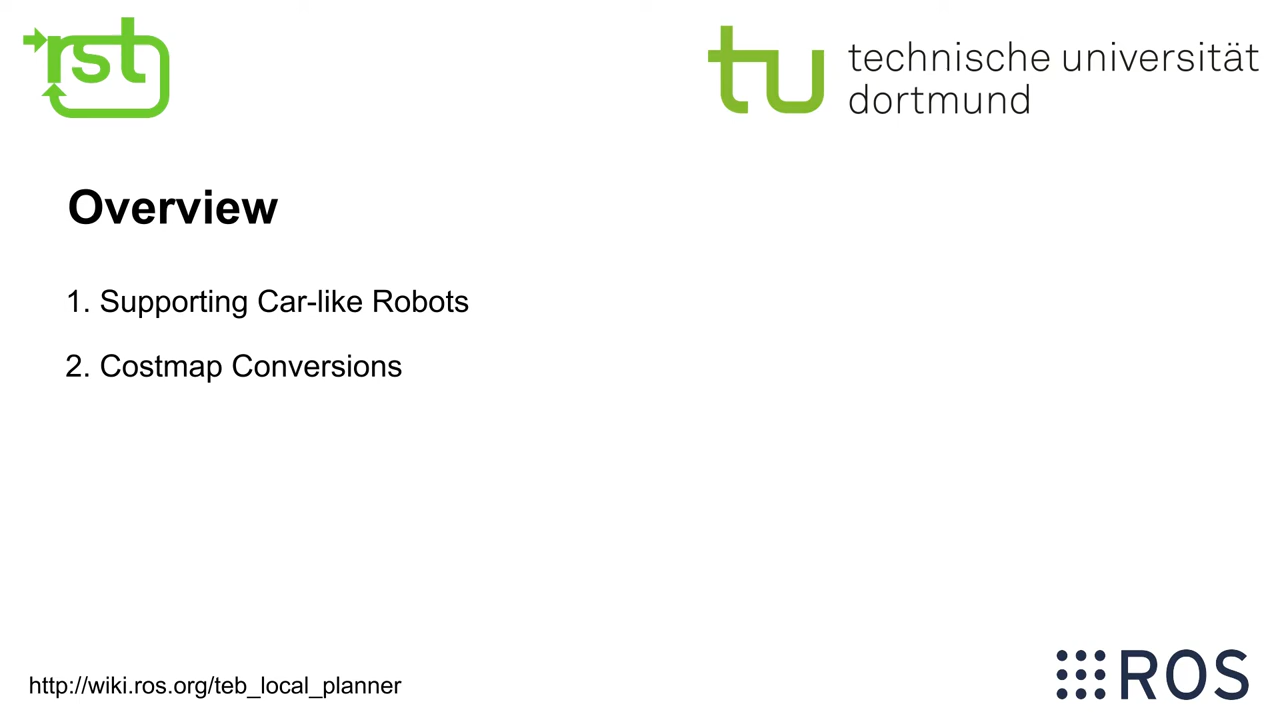 rst
tu technische universität
dortmund
Overview
1. Supporting Car-like Robots
2. Costmap Conversions
http://wiki.ros.org/teb_local_planner
ROS